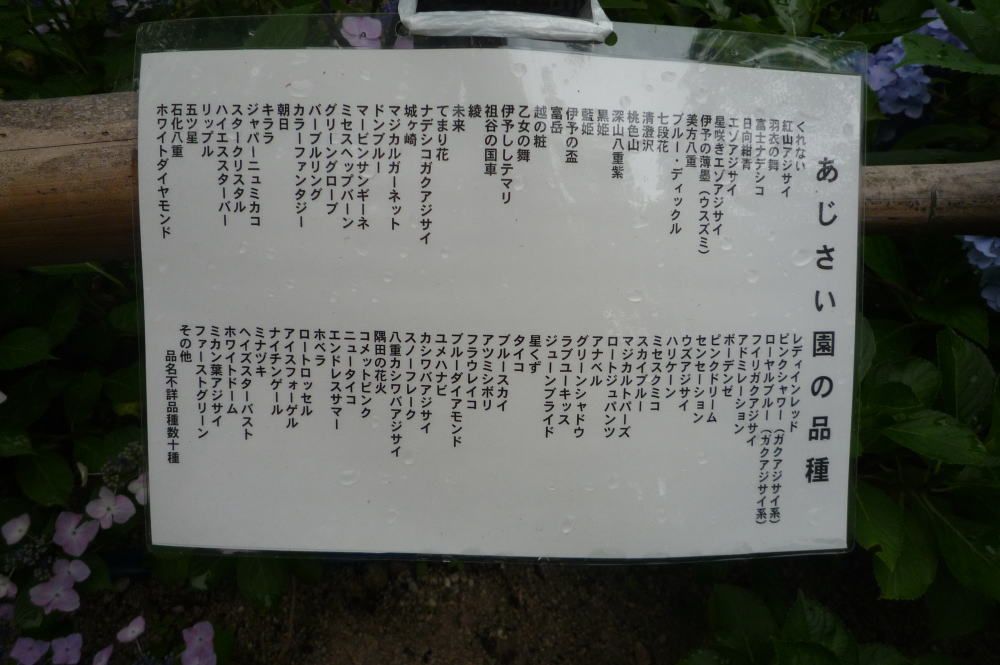 あじさい園の品種
くれない
紅山アジサイ
羽衣の舞
富士ナデシコ
日向紺青
エゾアジサイ
星咲きエゾアジサイ
伊予の薄墨(ウスズミ)
美方八重
ブルー・ディックル
七段花
清澄沢
桃色山
深山八重紫
黒姫
藍姫
伊予の盃
富岳
越の粧
乙女の舞
伊予ししテマリ
祖谷の国車
綾
未来
てまり花
ナデシコガクアジサイ
城ヶ崎
マジカルガーネット
ドンブルー
マービンサンギーネ
ミセスヘップバーン
グリーングローブ
バーブルリング
カラーファンタジー
朝日
キララ
ジャパーニュミカコ
スタークリスタル
ハイエススターバー
リップル
五ツ星
石化八重
ホワイトダイヤモンド
レディインレッド
ピンクシャワー(ガクアジサイ系)
ローヤルブルー(ガクアジサイ系)
アイリガクアジサイ
アドミレーション
ボーデンゼ
ピンクドリーム
センセーション
ウズアジサイ
ハリケーン
ミセスクミコ
スカイブルー
マジカルトパーズ
ロートジュパンツ
アナベル
グリーンシャドウ
ラブユーキッス
ジューンブライド
星くず
タイコ
ブルースカイ
アツミシボリ
フラウレイコ
ブルーダイアモンド
ユメハナビ
カシワバアジサイ
スノーフレーク
八重カシワバアジサイ
隅田の花火
コメットピンク
ニュータイコ
エンドレスサマー
ホベラ
ロートロッセル
アイスフォーゲル
ナイチンゲール
ミナヅキ
ヘイズスターバスト
ホワイトドーム
ミカン葉アジサイ
ファーストグリーン
その他
品名不詳品種数十種